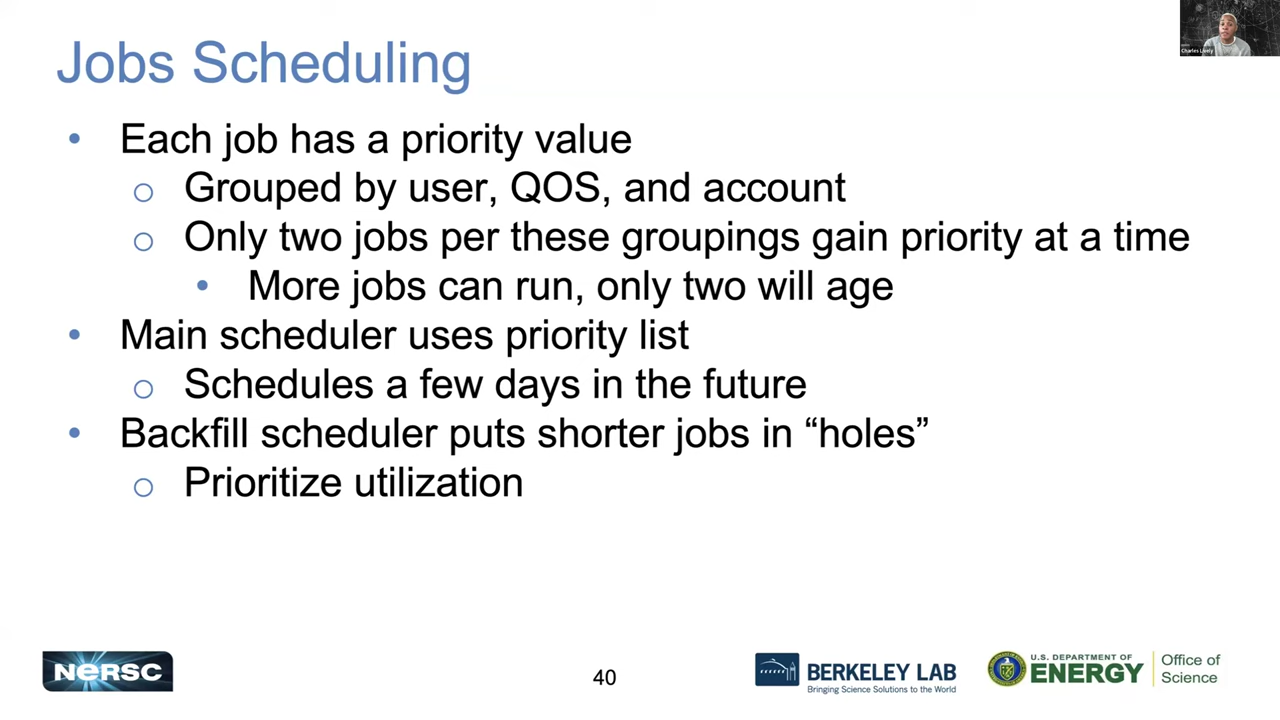 Jobs Scheduling
Charles Lively
• Each job has a priority value
○ Grouped by user, QOS, and account
○ Only two jobs per these groupings gain priority at a time
• More jobs can run, only two will age
• Main scheduler uses priority list
○ Schedules a few days in the future
• Backfill scheduler puts shorter jobs in “holes”
○ Prioritize utilization
NERSC
40
BERKELEY LAB
Bringing Science Solutions to the World
U.S. DEPARTMENT OF
ENERGY
Office of
Science